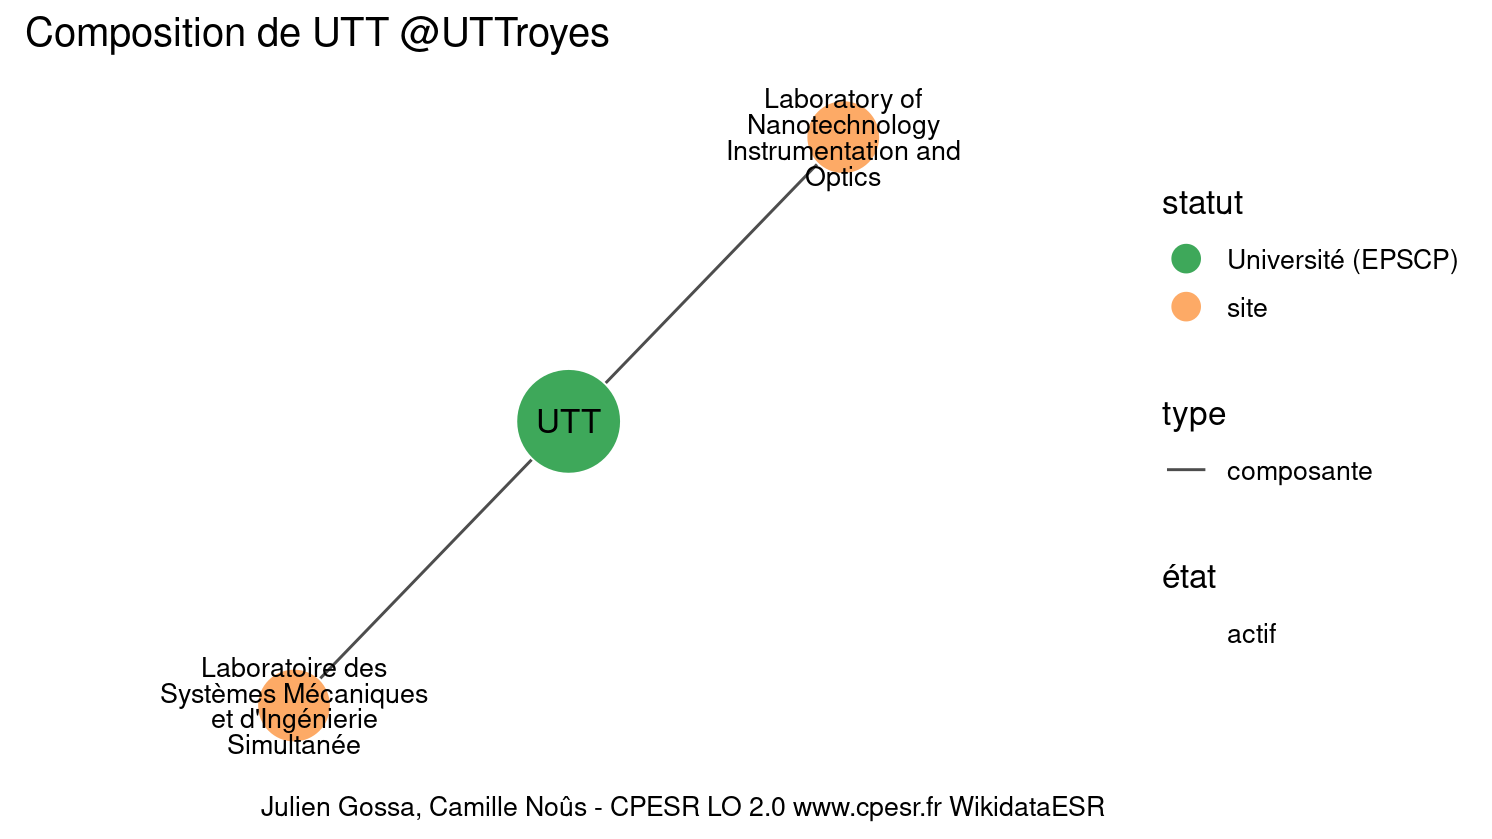 Composition de UTT @UTTroyes
Laboratory of
Nanotechnology
Instrumentation and
Optics
UTT
Laboratoire des
Systèmes Mécaniques
et d'Ingénierie
Simultanée
statut
Université (EPSCP)
site
type
composante
état
actif
Julien Gossa, Camille Noûs - CPESR LO 2.0 www.cpesr.fr WikidataESR